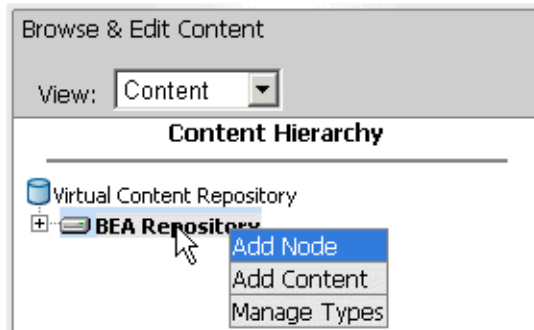 Browse & Edit Content
View: Content
Content Hierarchy
Virtual Content Repository
BEA Repository
Add Node
Add Content
Manage Types